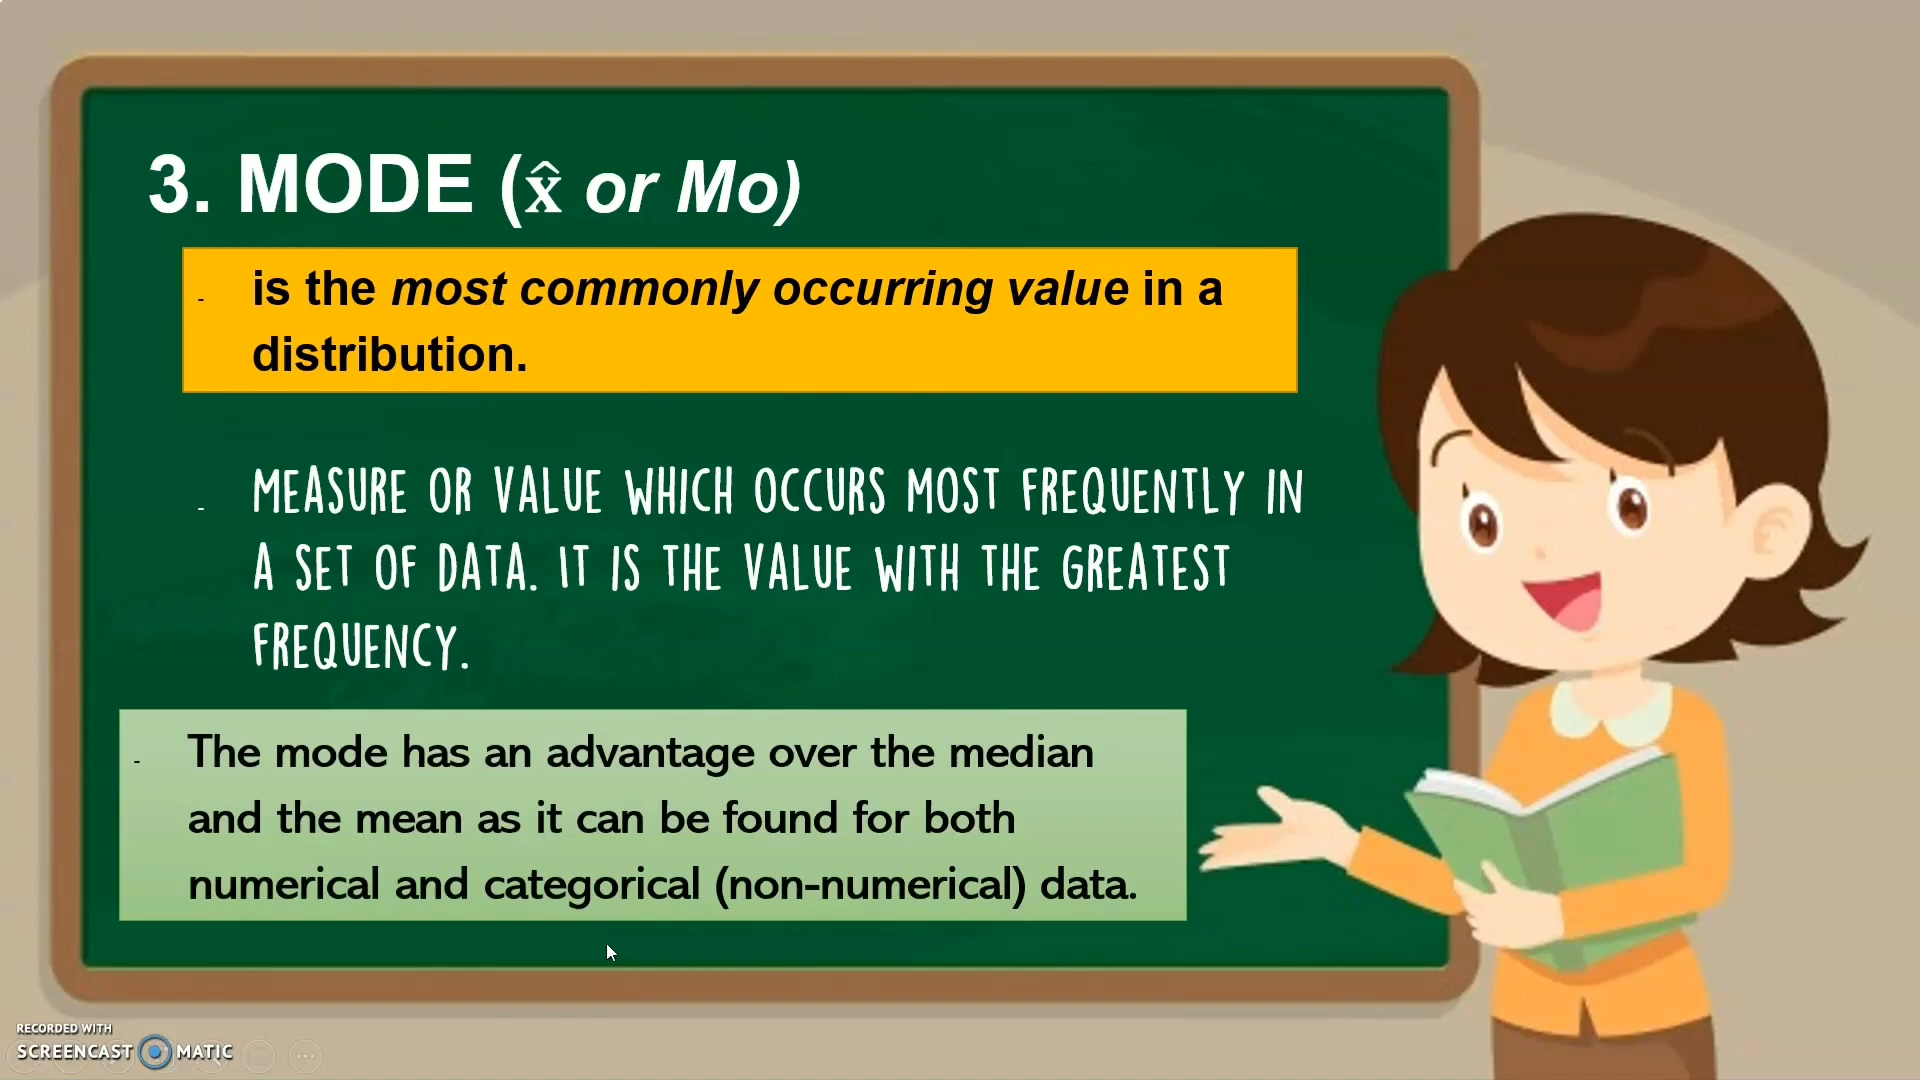 3. MODE (x̂ or Mo)
- is the most commonly occurring value in a
distribution.
- MEASURE OR VALUE WHICH OCCURS MOST FREQUENTLY IN
A SET OF DATA. IT IS THE VALUE WITH THE GREATEST
FREQUENCY.
- The mode has an advantage over the median
and the mean as it can be found for both
numerical and categorical (non-numerical) data.
RECORDED WITH
SCREENCAST MATIC